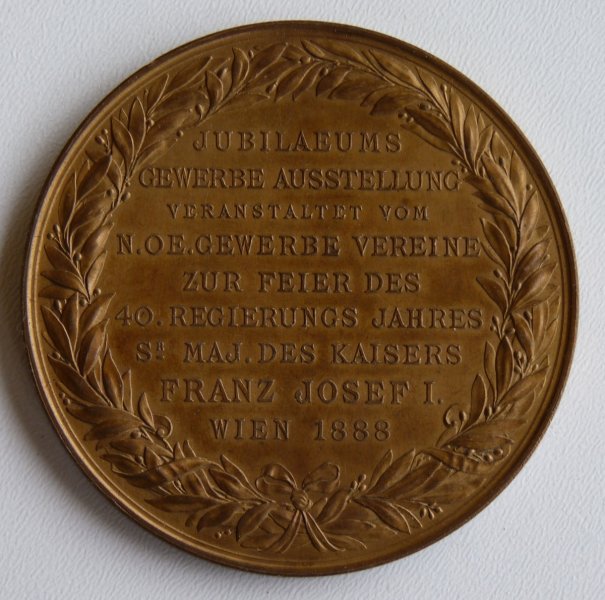 JUBILAEUMS
GEWERBE AUSSTELLUNG
VERANSTALTET VOM
N.OE.GEWERBE VEREINE
ZUR FEIER DES
40. REGIERUNGS JAHRES
SR MAJ. DES KAISERS
FRANZ JOSEF I.
WIEN 1888